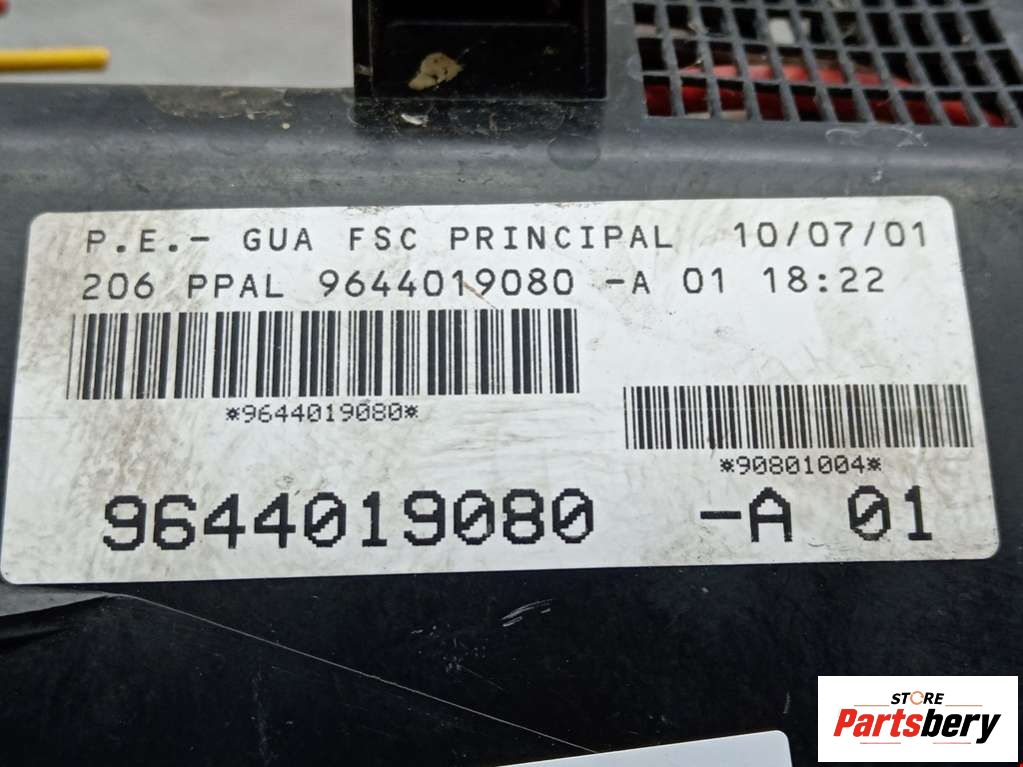 P.E.- GUA FSC PRINCIPAL 10/07/01
206 PPAL 9644019080 -A 01 18:22
*9644019080*
*90801004*
9644019080 -A 01
STORE
Partsbery